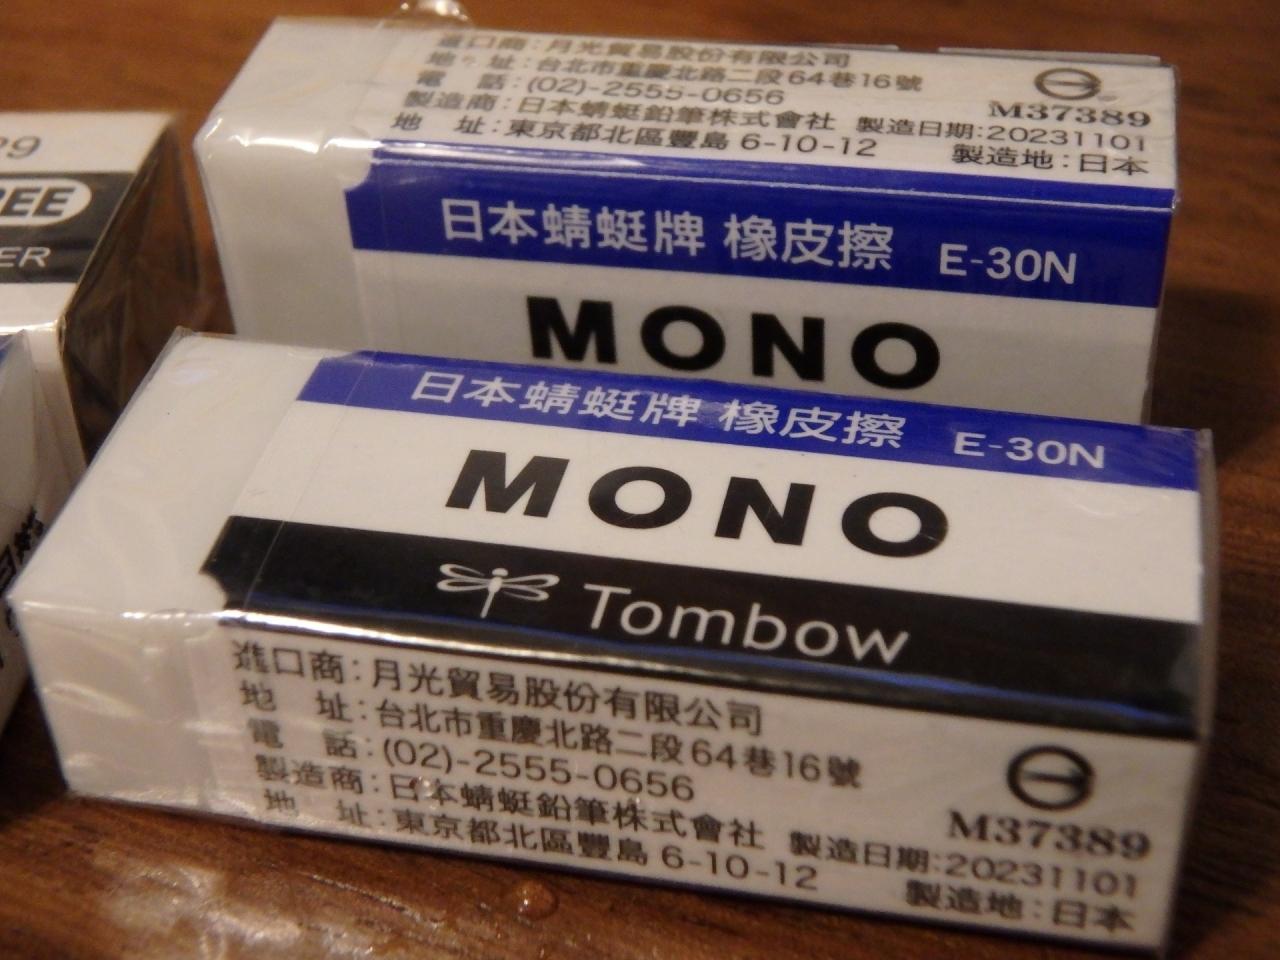 進口商：月光貿易股份有限公司
地　址：台北市重慶北路二段64巷16號
電　話：(02)-2555-0656
製造商：日本蜻蜓鉛筆株式會社 製造日期：20231101
地　址：東京都北區豐島 6-10-12 製造地：日本
M37389
日本蜻蜓牌 橡皮擦 E-30N
MONO
日本蜻蜓牌 橡皮擦 E-30N
MONO
Tombow
進口商：月光貿易股份有限公司
地　址：台北市重慶北路二段64巷16號
電　話：(02)-2555-0656
製造商：日本蜻蜓鉛筆株式會社 製造日期：20231101
地　址：東京都北區豐島 6-10-12 製造地：日本
M37389